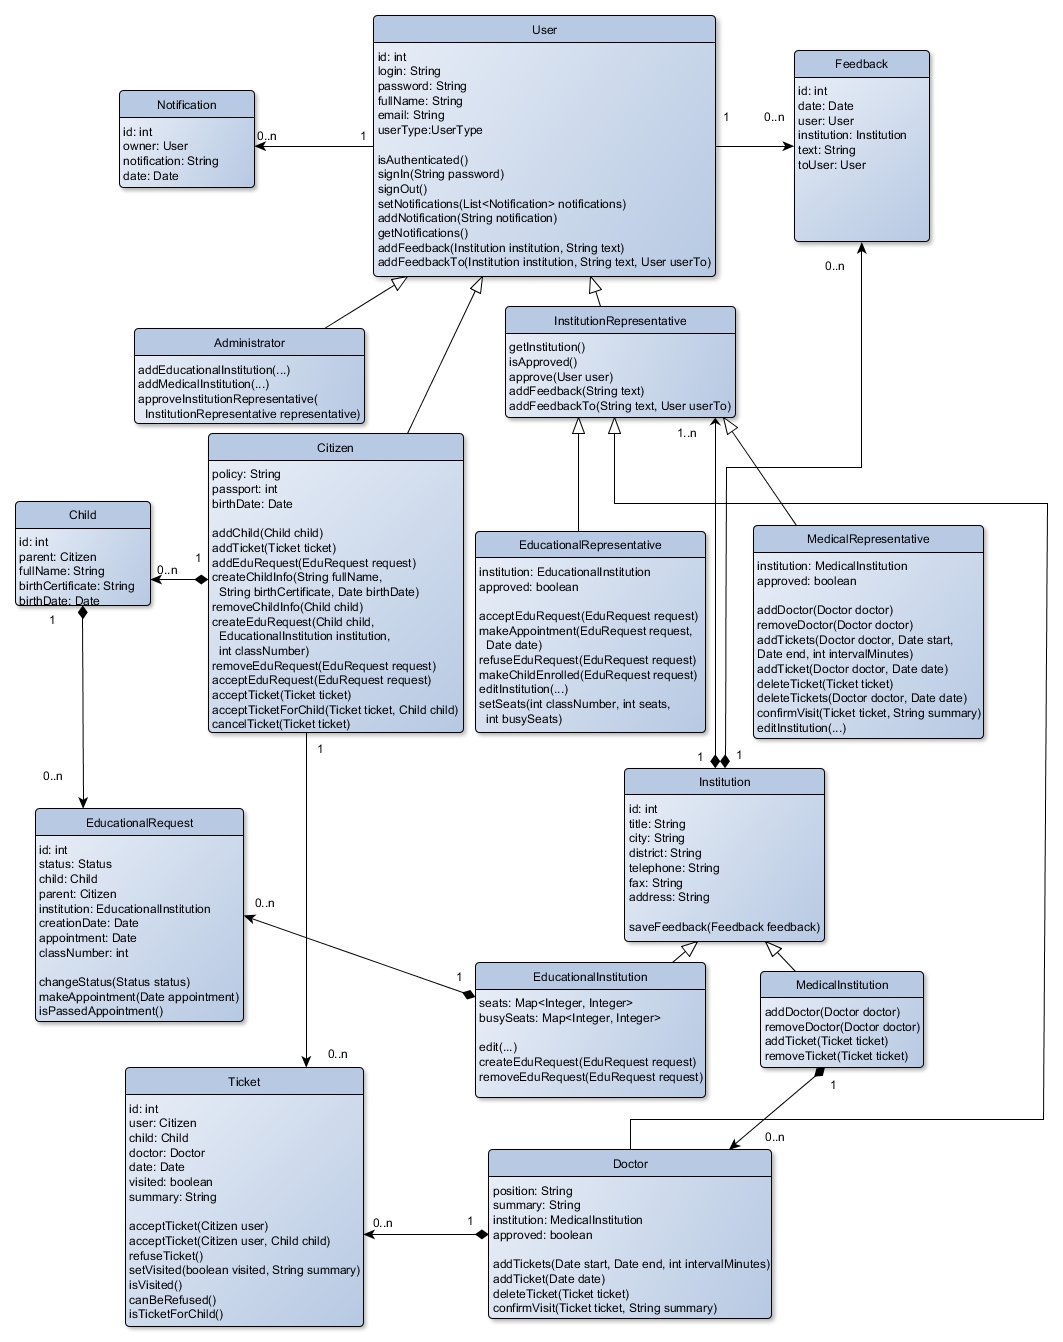 User
id: int
login: String
password: String
fullName: String
email: String
userType:UserType
isAuthenticated()
signIn(String password)
signOut()
setNotifications(List<Notification> notifications)
addNotification(String notification)
getNotifications()
addFeedback(Institution institution, String text)
addFeedbackTo(Institution institution, String text, User userTo)
Feedback
id: int
date: Date
user: User
institution: Institution
text: String
toUser: User
1
0..n
0..n
Notification
id: int
owner: User
notification: String
date: Date
0..n
1
Administrator
addEducationalInstitution(...)
addMedicalInstitution(...)
approveInstitutionRepresentative(
InstitutionRepresentative representative)
InstitutionRepresentative
getInstitution()
isApproved()
approve(User user)
addFeedback(String text)
addFeedbackTo(String text, User userTo)
1..n
Citizen
policy: String
passport: int
birthDate: Date
addChild(Child child)
addTicket(Ticket ticket)
addEduRequest(EduRequest request)
createChildInfo(String fullName,
String birthCertificate, Date birthDate)
removeChildInfo(Child child)
createEduRequest(Child child,
EducationalInstitution institution,
int classNumber)
removeEduRequest(EduRequest request)
acceptEduRequest(EduRequest request)
acceptTicket(Ticket ticket)
acceptTicketForChild(Ticket ticket, Child child)
cancelTicket(Ticket ticket)
Child
id: int
parent: Citizen
fullName: String
birthCertificate: String
birthDate: Date
1
0..n
1
0..n
EducationalRepresentative
institution: EducationalInstitution
approved: boolean
acceptEduRequest(EduRequest request)
makeAppointment(EduRequest request,
Date date)
refuseEduRequest(EduRequest request)
makeChildEnrolled(EduRequest request)
editInstitution(...)
setSeats(int classNumber, int seats,
int busySeats)
MedicalRepresentative
institution: MedicalInstitution
approved: boolean
addDoctor(Doctor doctor)
removeDoctor(Doctor doctor)
addTickets(Doctor doctor, Date start,
Date end, int intervalMinutes)
addTicket(Doctor doctor, Date date)
deleteTicket(Ticket ticket)
deleteTickets(Doctor doctor, Date date)
confirmVisit(Ticket ticket, String summary)
editInstitution(...)
1
1
1
Institution
id: int
title: String
city: String
district: String
telephone: String
fax: String
address: String
saveFeedback(Feedback feedback)
EducationalRequest
id: int
status: Status
child: Child
parent: Citizen
institution: EducationalInstitution
creationDate: Date
appointment: Date
classNumber: int
changeStatus(Status status)
makeAppointment(Date appointment)
isPassedAppointment()
0..n
1
EducationalInstitution
seats: Map<Integer, Integer>
busySeats: Map<Integer, Integer>
edit(...)
createEduRequest(EduRequest request)
removeEduRequest(EduRequest request)
MedicalInstitution
addDoctor(Doctor doctor)
removeDoctor(Doctor doctor)
addTicket(Ticket ticket)
removeTicket(Ticket ticket)
1
0..n
0..n
Ticket
id: int
user: Citizen
child: Child
doctor: Doctor
date: Date
visited: boolean
summary: String
acceptTicket(Citizen user)
acceptTicket(Citizen user, Child child)
refuseTicket()
setVisited(boolean visited, String summary)
isVisited()
canBeRefused()
isTicketForChild()
0..n
1
Doctor
position: String
summary: String
institution: MedicalInstitution
approved: boolean
addTickets(Date start, Date end, int intervalMinutes)
addTicket(Date date)
deleteTicket(Ticket ticket)
confirmVisit(Ticket ticket, String summary)